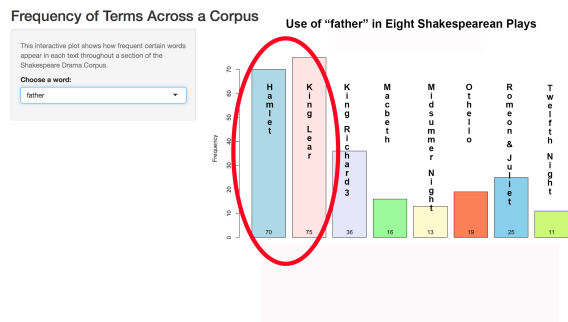 Frequency of Terms Across a Corpus
This interactive plot shows how frequent certain words
appear in each text throughout a section of the
Shakespeare Drama Corpus.
Choose a word:
father
Use of “father” in Eight Shakespearean Plays
Frequency
70
60
50
40
30
20
10
0
Hamlet
King Lear
King Richard 3
Macbeth
Midsummer Night
Othello
Romeon & Juliet
Twelfth Night
70
75
36
16
13
19
25
11